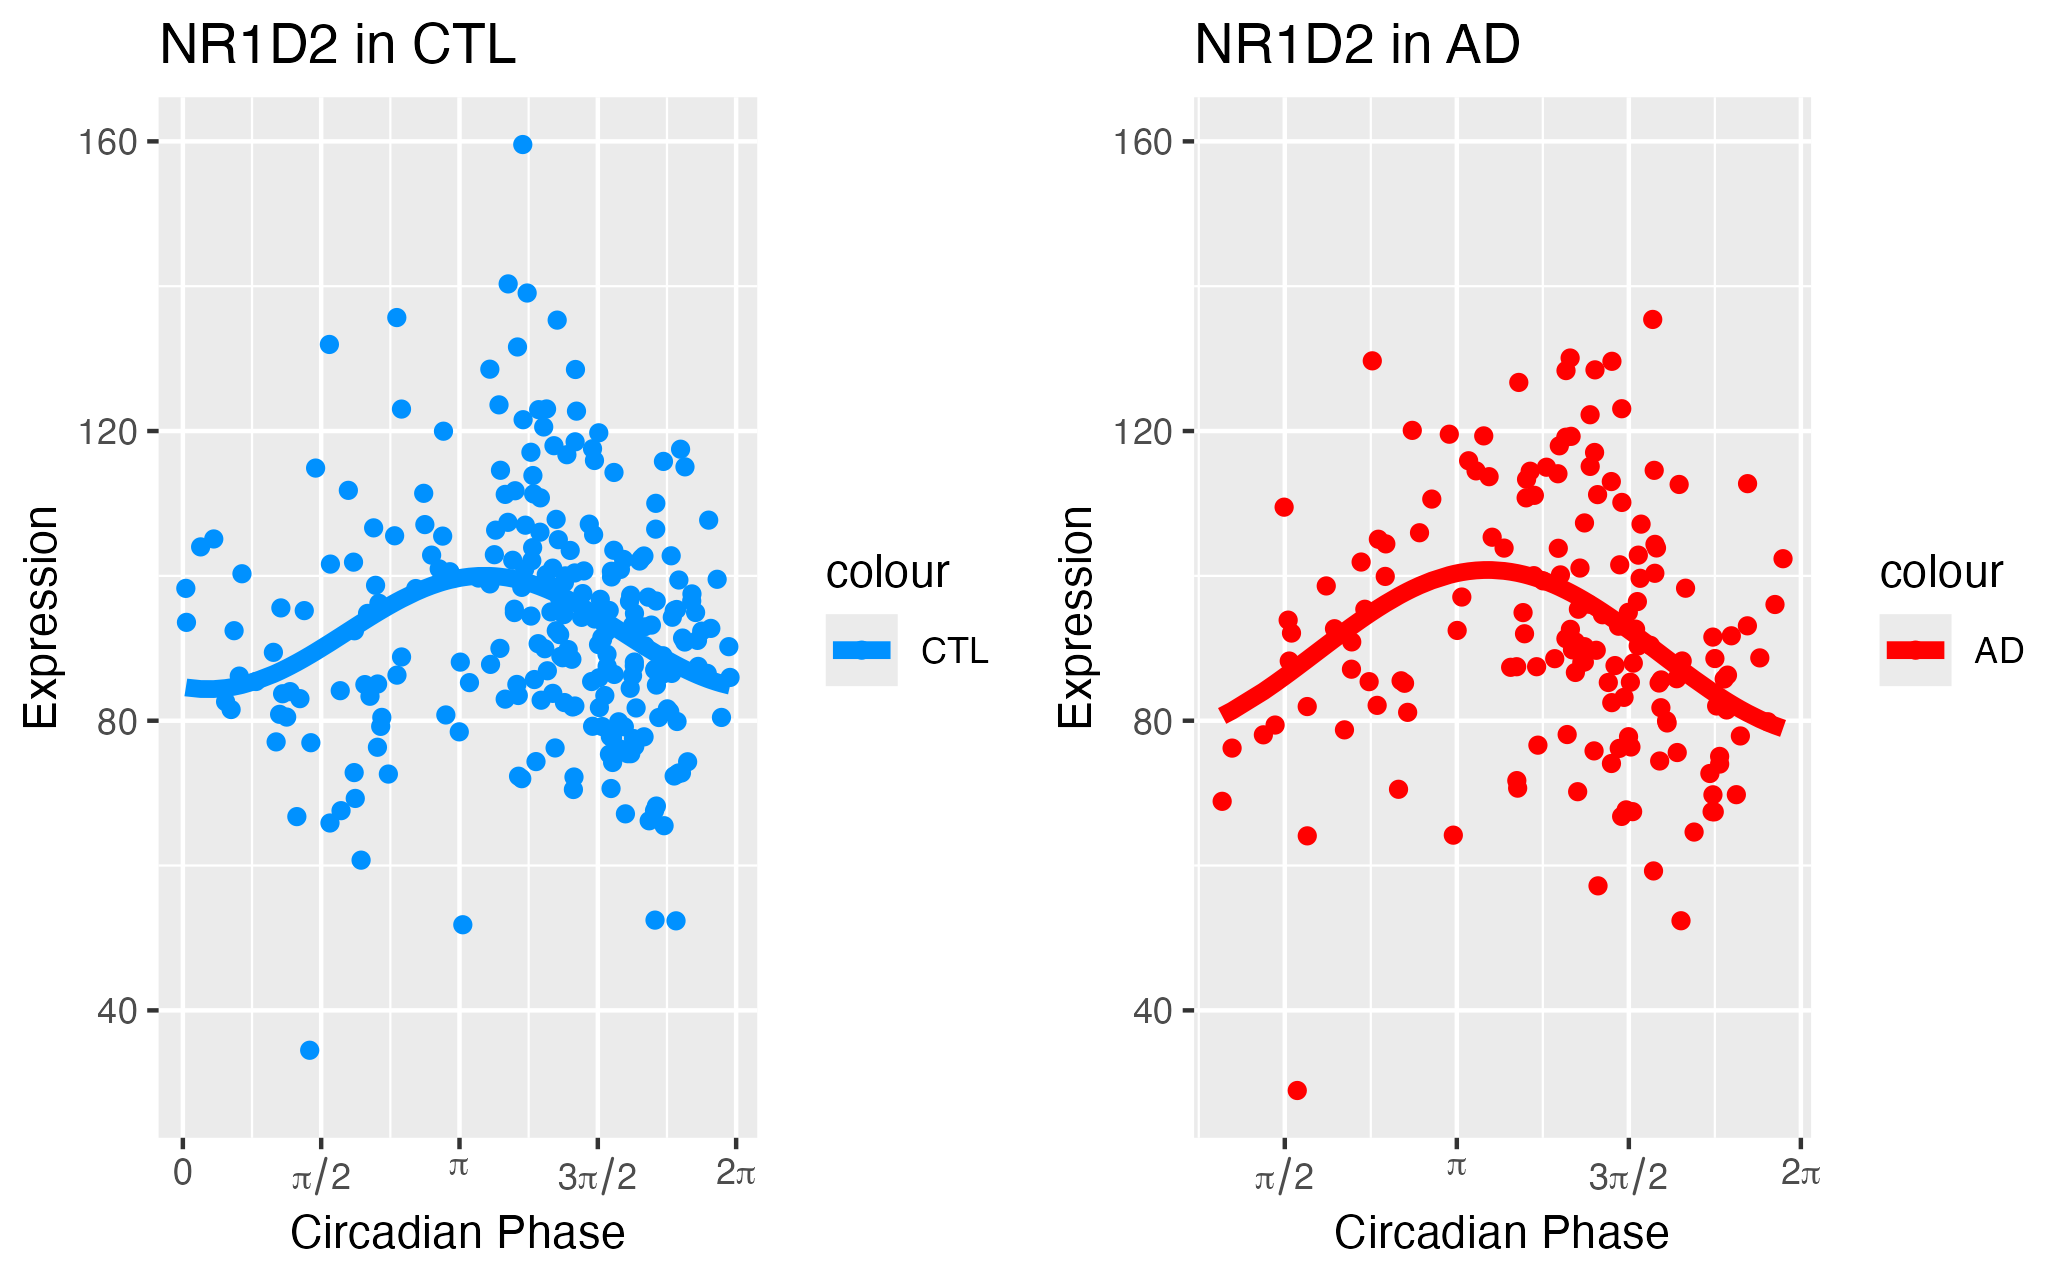 NR1D2 in CTL
160
120
80
40
Expression
0
π/2
π
3π/2
2π
Circadian Phase
colour
CTL
NR1D2 in AD
160
120
80
40
Expression
π/2
π
3π/2
2π
Circadian Phase
colour
AD